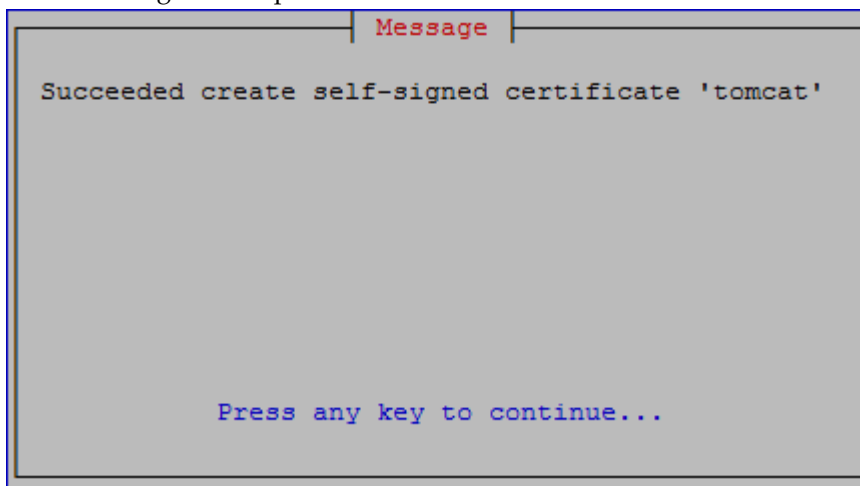 Message
Succeeded create self-signed certificate 'tomcat'
Press any key to continue...